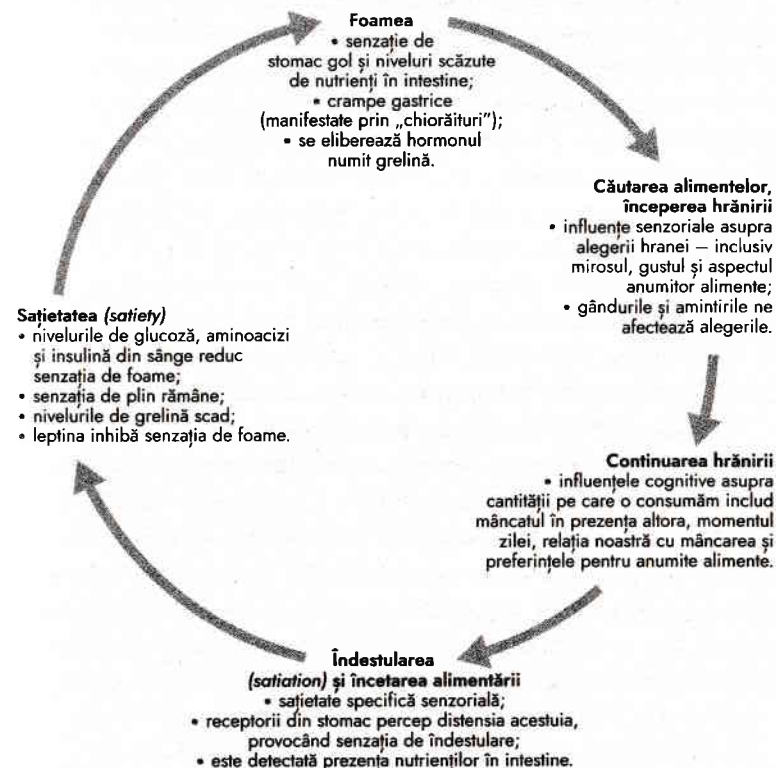 Foamea
• senzație de
stomac gol și niveluri scăzute
de nutrienți în intestine;
• crampe gastrice
(manifestate prin „chiorăituri”);
• se eliberează hormonul
numit grelină.
Căutarea alimentelor,
începerea hrănirii
• influențe senzoriale asupra
alegerii hranei – inclusiv
mirosul, gustul și aspectul
anumitor alimente;
• gândurile și amintirile ne
afectează alegerile.
Continuarea hrănirii
• influențele cognitive asupra
cantității pe care o consumăm includ
mâncatul în prezența altora, momentul
zilei, relația noastră cu mâncarea și
preferințele pentru anumite alimente.
Îndestularea
(satiation) și încetarea alimentării
• sațietate specifică senzorială;
• receptorii din stomac percep distensia acestuia,
provocând senzația de îndestulare;
• este detectată prezența nutrienților în intestine.
Sațietatea (satiety)
• nivelurile de glucoză, aminoacizi
și insulină din sânge reduc
senzația de foame;
• senzația de plin rămâne;
• nivelurile de grelină scad;
• leptina inhibă senzația de foame.